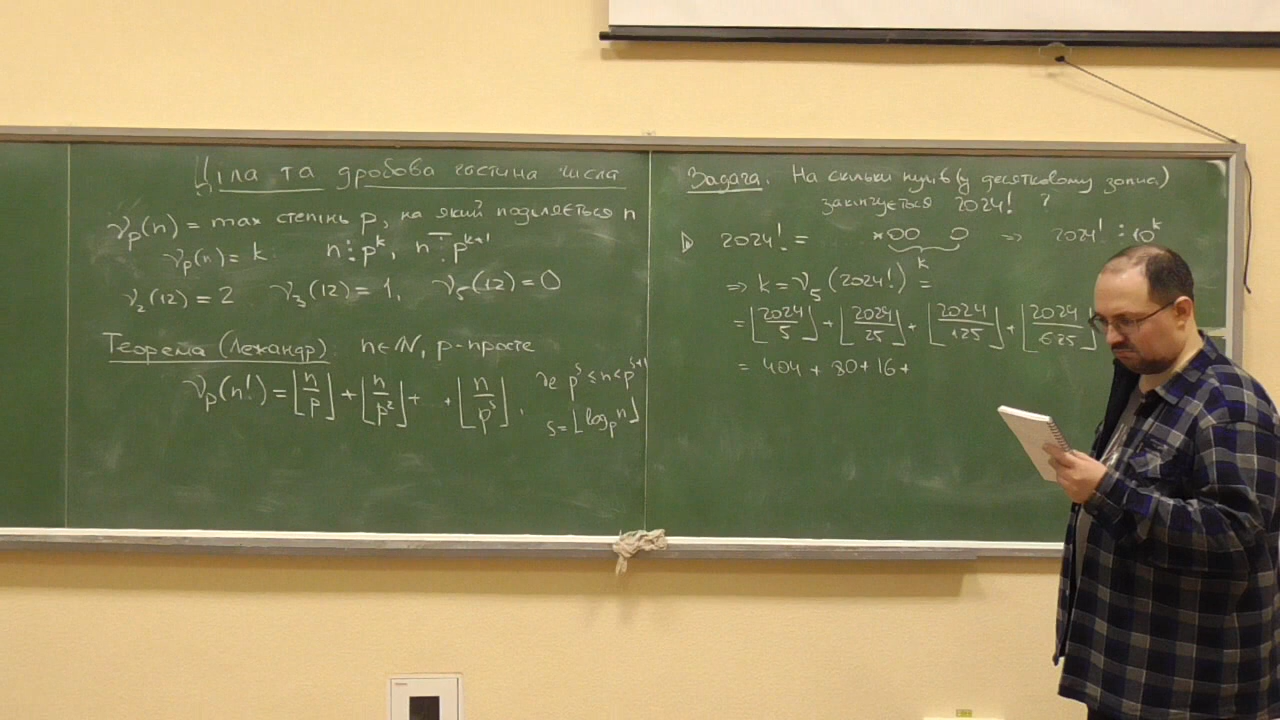 Ціла та дробова частина числа
ν_p(n) = max степінь p, на який поділяється n
ν_p(n) = k. n ⋮ p^k, n ⋮̅ p^{k+1}
ν_2(12) = 2 ν_3(12) = 1, ν_5(12) = 0
Теорема (Лежандр): n∈ℕ, p-просте
ν_p(n!) = ⌊n/p⌋ + ⌊n/p²⌋ + ... + ⌊n/p^s⌋, де p^s ≤ n < p^{s+1}
s = ⌊log_p n⌋
Задача. На скільки нулів (у десятковому записі)
закінчується 2024! ?
▷ 2024! = *00 0 ⇒ 2024! ⋮ 10^k
k
⇒ k = ν_5(2024!) =
= ⌊2024/5⌋ + ⌊2024/25⌋ + ⌊2024/125⌋ + ⌊2024/625⌋
= 404 + 80 + 16 +